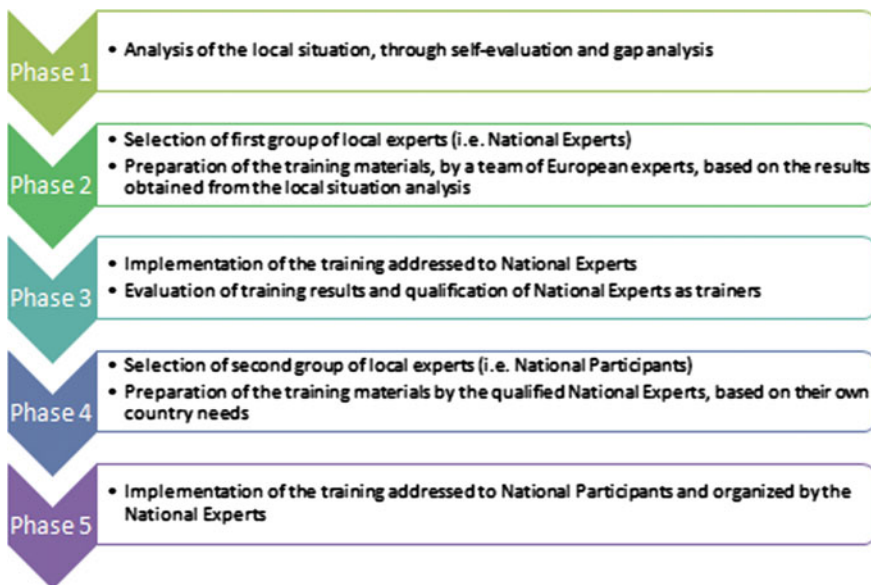 Phase 1
• Analysis of the local situation, through self-evaluation and gap analysis
Phase 2
• Selection of first group of local experts (i.e. National Experts)
• Preparation of the training materials, by a team of European experts, based on the results
obtained from the local situation analysis
Phase 3
• Implementation of the training addressed to National Experts
• Evaluation of training results and qualification of National Experts as trainers
Phase 4
• Selection of second group of local experts (i.e. National Participants)
• Preparation of the training materials by the qualified National Experts, based on their own
country needs
Phase 5
• Implementation of the training addressed to National Participants and organized by the
National Experts